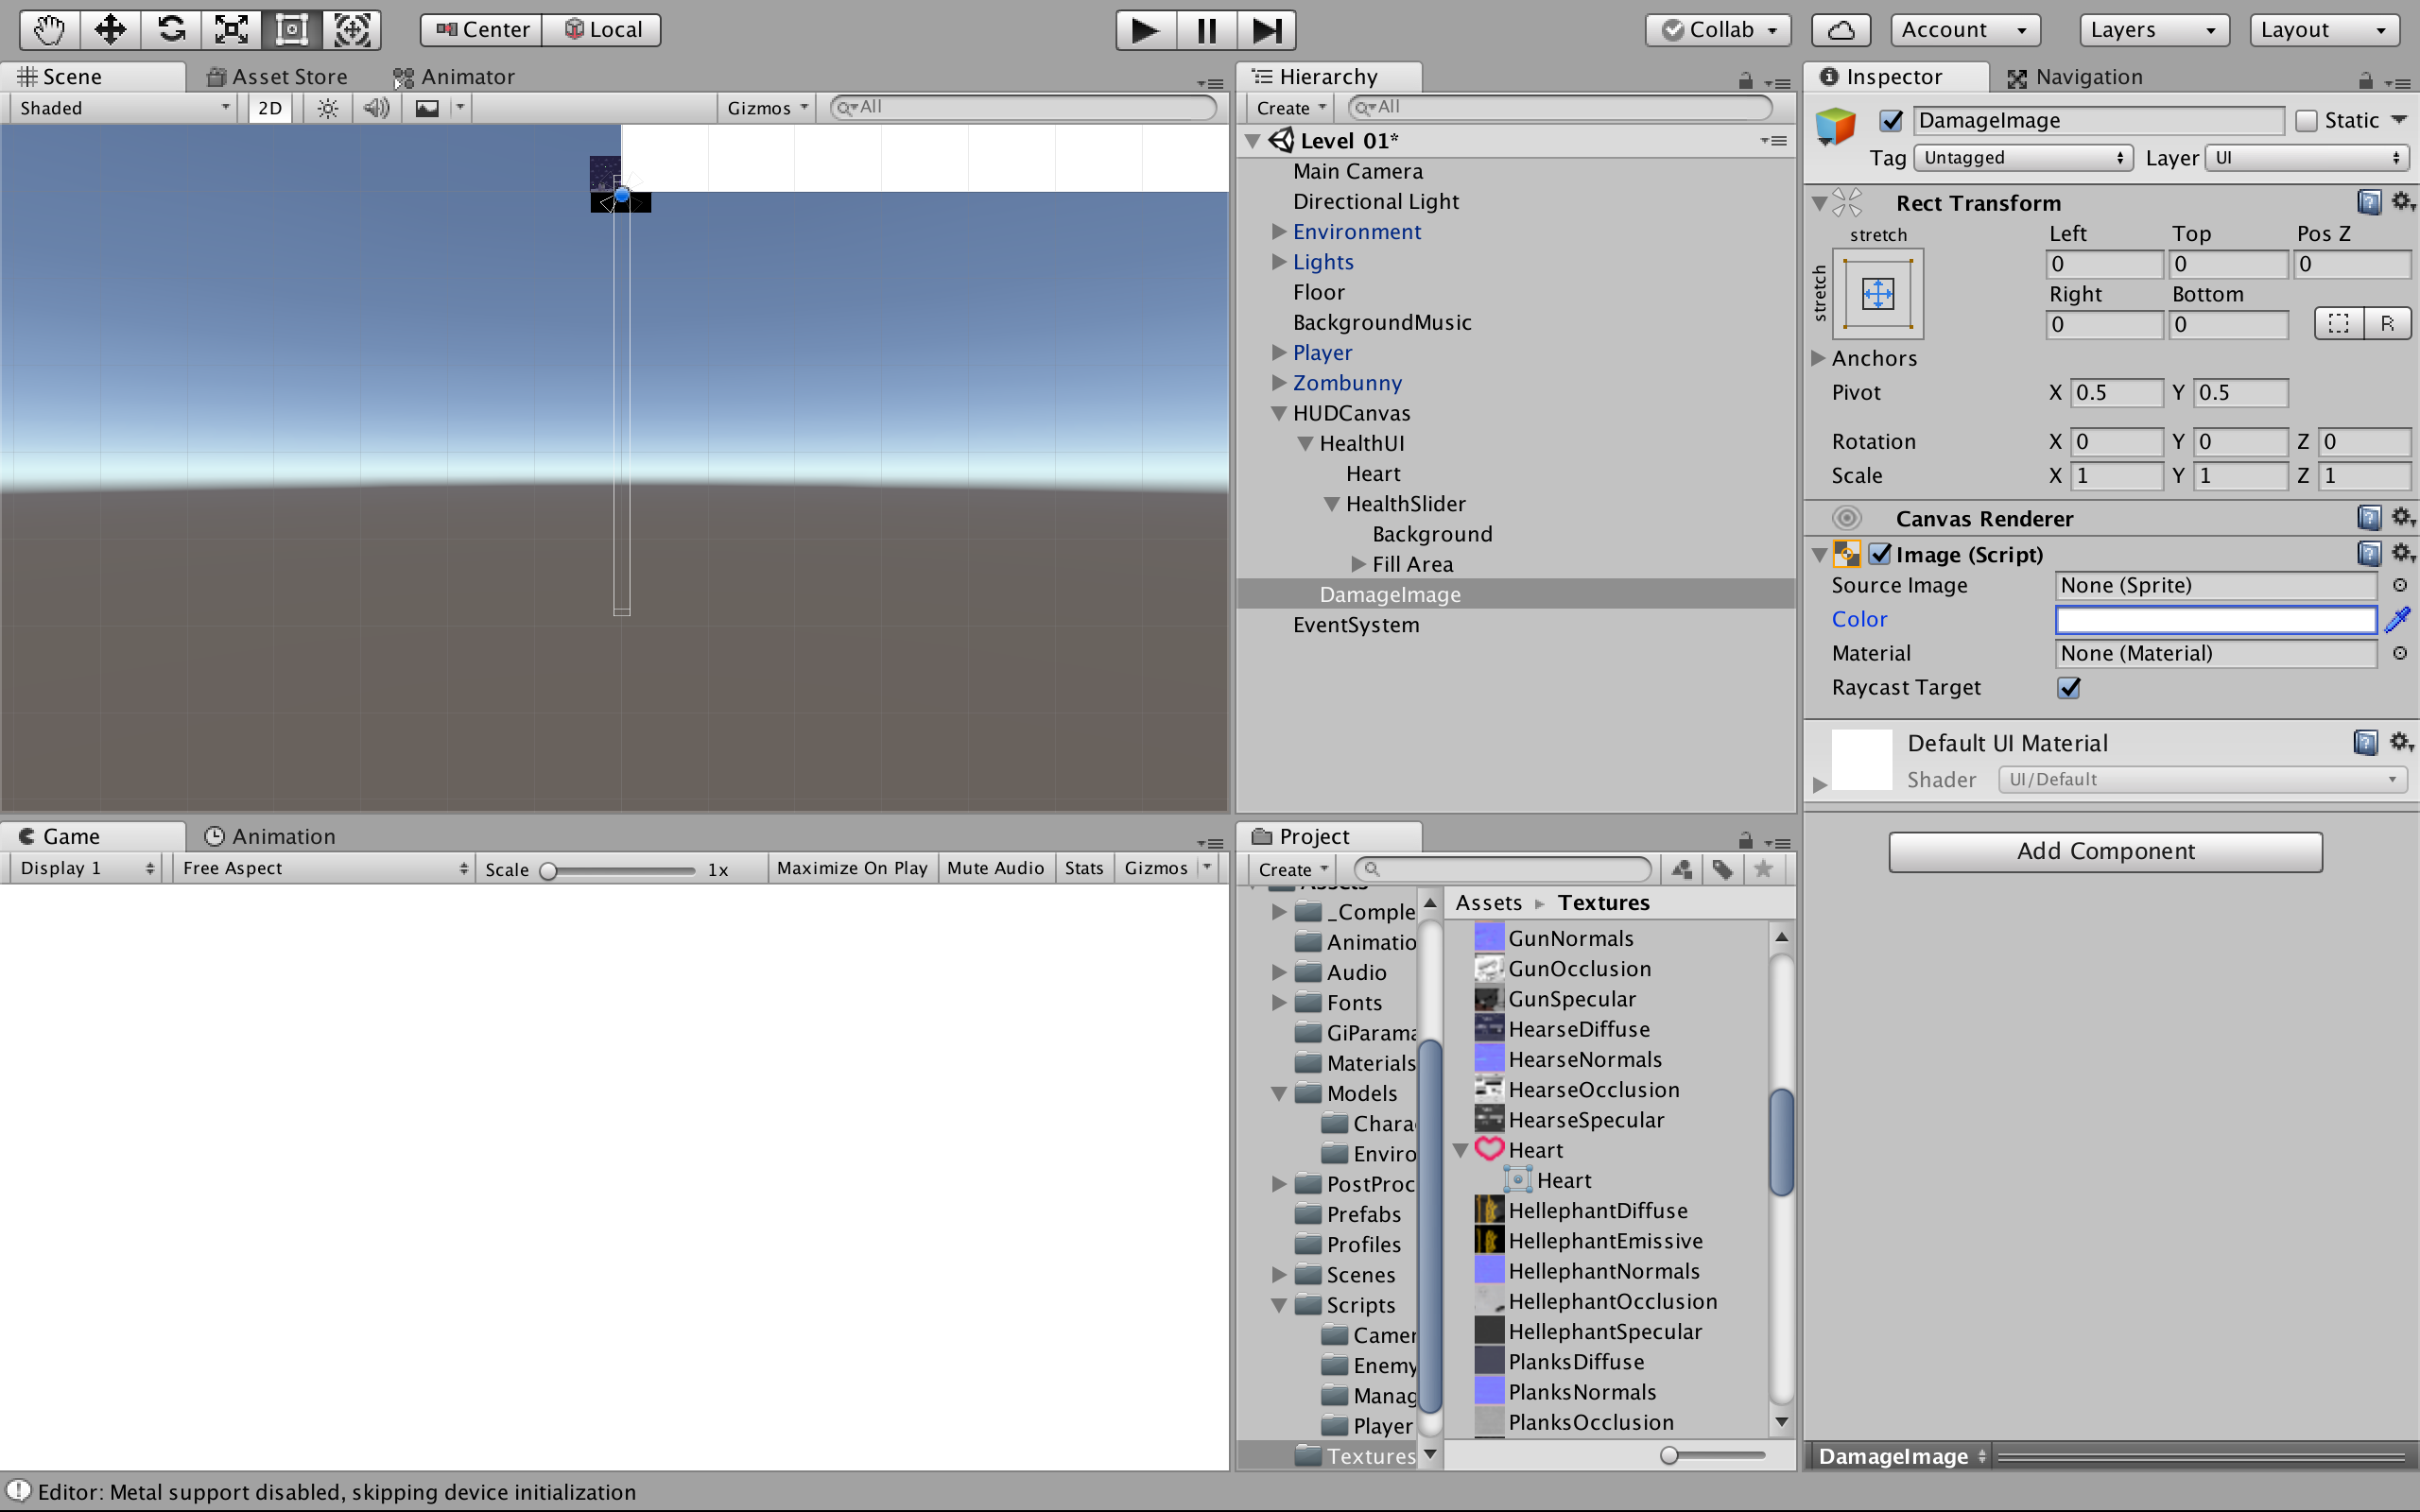 Center Local Collab Account Layers Layout
Scene Asset Store Animator
Shaded 2D Gizmos All
Hierarchy
Create All
Level 01*
Main Camera
Directional Light
Environment
Lights
Floor
BackgroundMusic
Player
Zombunny
HUDCanvas
HealthUI
Heart
HealthSlider
Background
Fill Area
DamageImage
EventSystem
Inspector Navigation
DamageImage Static
Tag Untagged Layer UI
Rect Transform
stretch Left Top Pos Z
stretch
0 0 0
Right Bottom
0 0 R
Anchors
Pivot X 0.5 Y 0.5
Rotation X 0 Y 0 Z 0
Scale X 1 Y 1 Z 1
Canvas Renderer
Image (Script)
Source Image None (Sprite)
Color
Material None (Material)
Raycast Target
Default UI Material
Shader UI/Default
Add Component
DamageImage
Game Animation
Display 1 Free Aspect Scale 1x Maximize On Play Mute Audio Stats Gizmos
Project
Create
Assets
_Comple
Animatio
Audio
Fonts
GiParama
Materials
Models
Chara
Enviro
PostProc
Prefabs
Profiles
Scenes
Scripts
Camer
Enemy
Manag
Player
Textures
Assets Textures
GunNormals
GunOcclusion
GunSpecular
HearseDiffuse
HearseNormals
HearseOcclusion
HearseSpecular
Heart
Heart
HellephantDiffuse
HellephantEmissive
HellephantNormals
HellephantOcclusion
HellephantSpecular
PlanksDiffuse
PlanksNormals
PlanksOcclusion
Editor: Metal support disabled, skipping device initialization